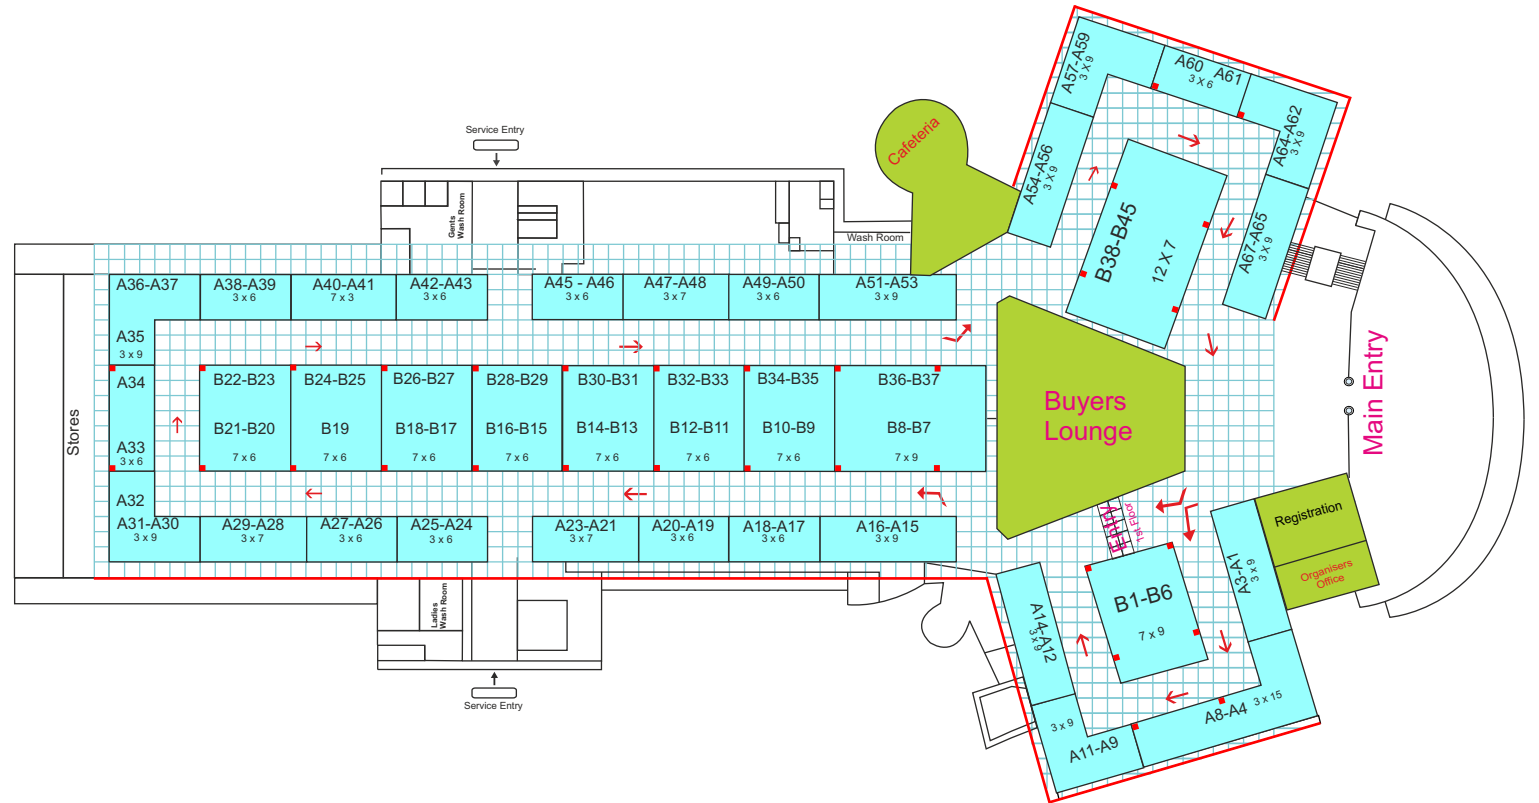 A57-A59
3 X 9
A60 A61
3 X 6
A64-A62
3 X 9
A54-A56
3 X 9
A67-A65
3 X 9
B38-B45
12 X 7
Cafeteria
Service Entry
Gents
Wash Room
Wash Room
A36-A37
A38-A39
3 x 6
A40-A41
7 x 3
A42-A43
3 x 6
A45 - A46
3 x 6
A47-A48
3 x 7
A49-A50
3 x 6
A51-A53
3 x 9
A35
3 x 9
A34
A33
3 x 6
A32
A31-A30
3 x 9
Stores
B22-B23
B21-B20
7 x 6
B24-B25
B19
7 x 6
B26-B27
B18-B17
7 x 6
B28-B29
B16-B15
7 x 6
B30-B31
B14-B13
7 x 6
B32-B33
B12-B11
7 x 6
B34-B35
B10-B9
7 x 6
B36-B37
B8-B7
7 x 9
Buyers
Lounge
Main Entry
A29-A28
3 x 7
A27-A26
3 x 6
A25-A24
3 x 6
A23-A21
3 x 7
A20-A19
3 x 6
A18-A17
3 x 6
A16-A15
3 x 9
Entry
1st Floor
Registration
Organisers
Office
A3-A1
3 x 9
B1-B6
7 x 9
A14-A12
3 x 9
3 x 9
A11-A9
A8-A4 3 x 15
Ladies
Wash Room
Service Entry